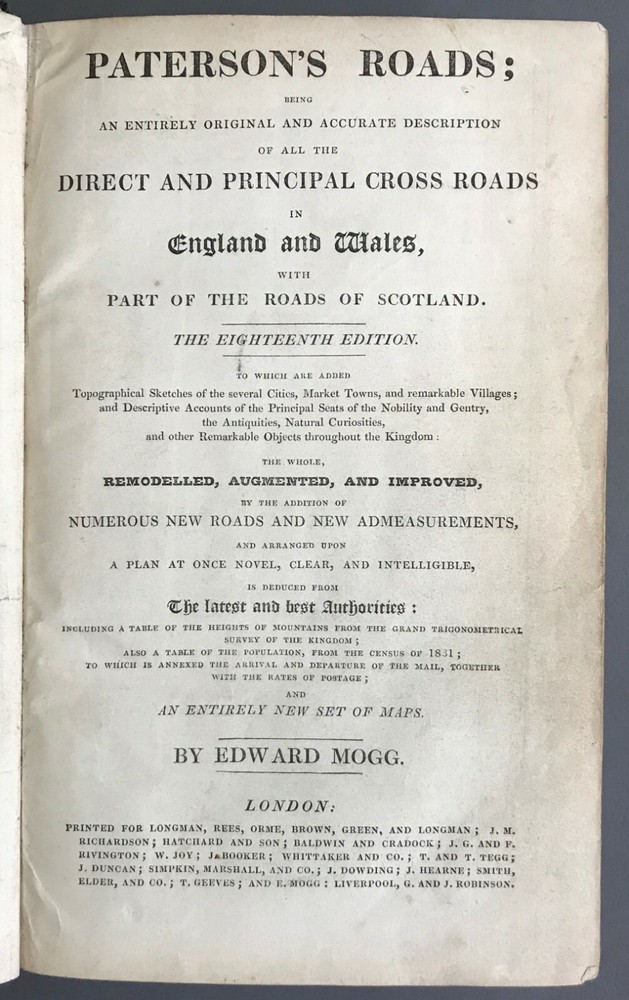 PATERSON'S ROADS;
BEING
AN ENTIRELY ORIGINAL AND ACCURATE DESCRIPTION
OF ALL THE
DIRECT AND PRINCIPAL CROSS ROADS
IN
England and Wales,
WITH
PART OF THE ROADS OF SCOTLAND.
THE EIGHTEENTH EDITION.
TO WHICH ARE ADDED
Topographical Sketches of the several Cities, Market Towns, and remarkable Villages;
and Descriptive Accounts of the Principal Seats of the Nobility and Gentry,
the Antiquities, Natural Curiosities,
and other Remarkable Objects throughout the Kingdom:
THE WHOLE,
REMODELLED, AUGMENTED, AND IMPROVED,
BY THE ADDITION OF
NUMEROUS NEW ROADS AND NEW ADMEASUREMENTS,
AND ARRANGED UPON
A PLAN AT ONCE NOVEL, CLEAR, AND INTELLIGIBLE,
IS DEDUCED FROM
The latest and best Authorities:
INCLUDING A TABLE OF THE HEIGHTS OF MOUNTAINS FROM THE GRAND TRIGONOMETRICAL
SURVEY OF THE KINGDOM;
ALSO A TABLE OF THE POPULATION, FROM THE CENSUS OF 1831;
TO WHICH IS ANNEXED THE ARRIVAL AND DEPARTURE OF THE MAIL, TOGETHER
WITH THE RATES OF POSTAGE;
AND
AN ENTIRELY NEW SET OF MAPS.
BY EDWARD MOGG.
LONDON:
PRINTED FOR LONGMAN, REES, ORME, BROWN, GREEN, AND LONGMAN; J. M.
RICHARDSON; HATCHARD AND SON; BALDWIN AND CRADOCK; J. G. AND F.
RIVINGTON; W. JOY; J. BOOKER; WHITTAKER AND CO.; T. AND T. TEGG;
J. DUNCAN; SIMPKIN, MARSHALL, AND CO.; J. DOWDING; J. HEARNE; SMITH,
ELDER, AND CO.; T. GEEVES; AND E. MOGG: LIVERPOOL, G. AND J. ROBINSON.